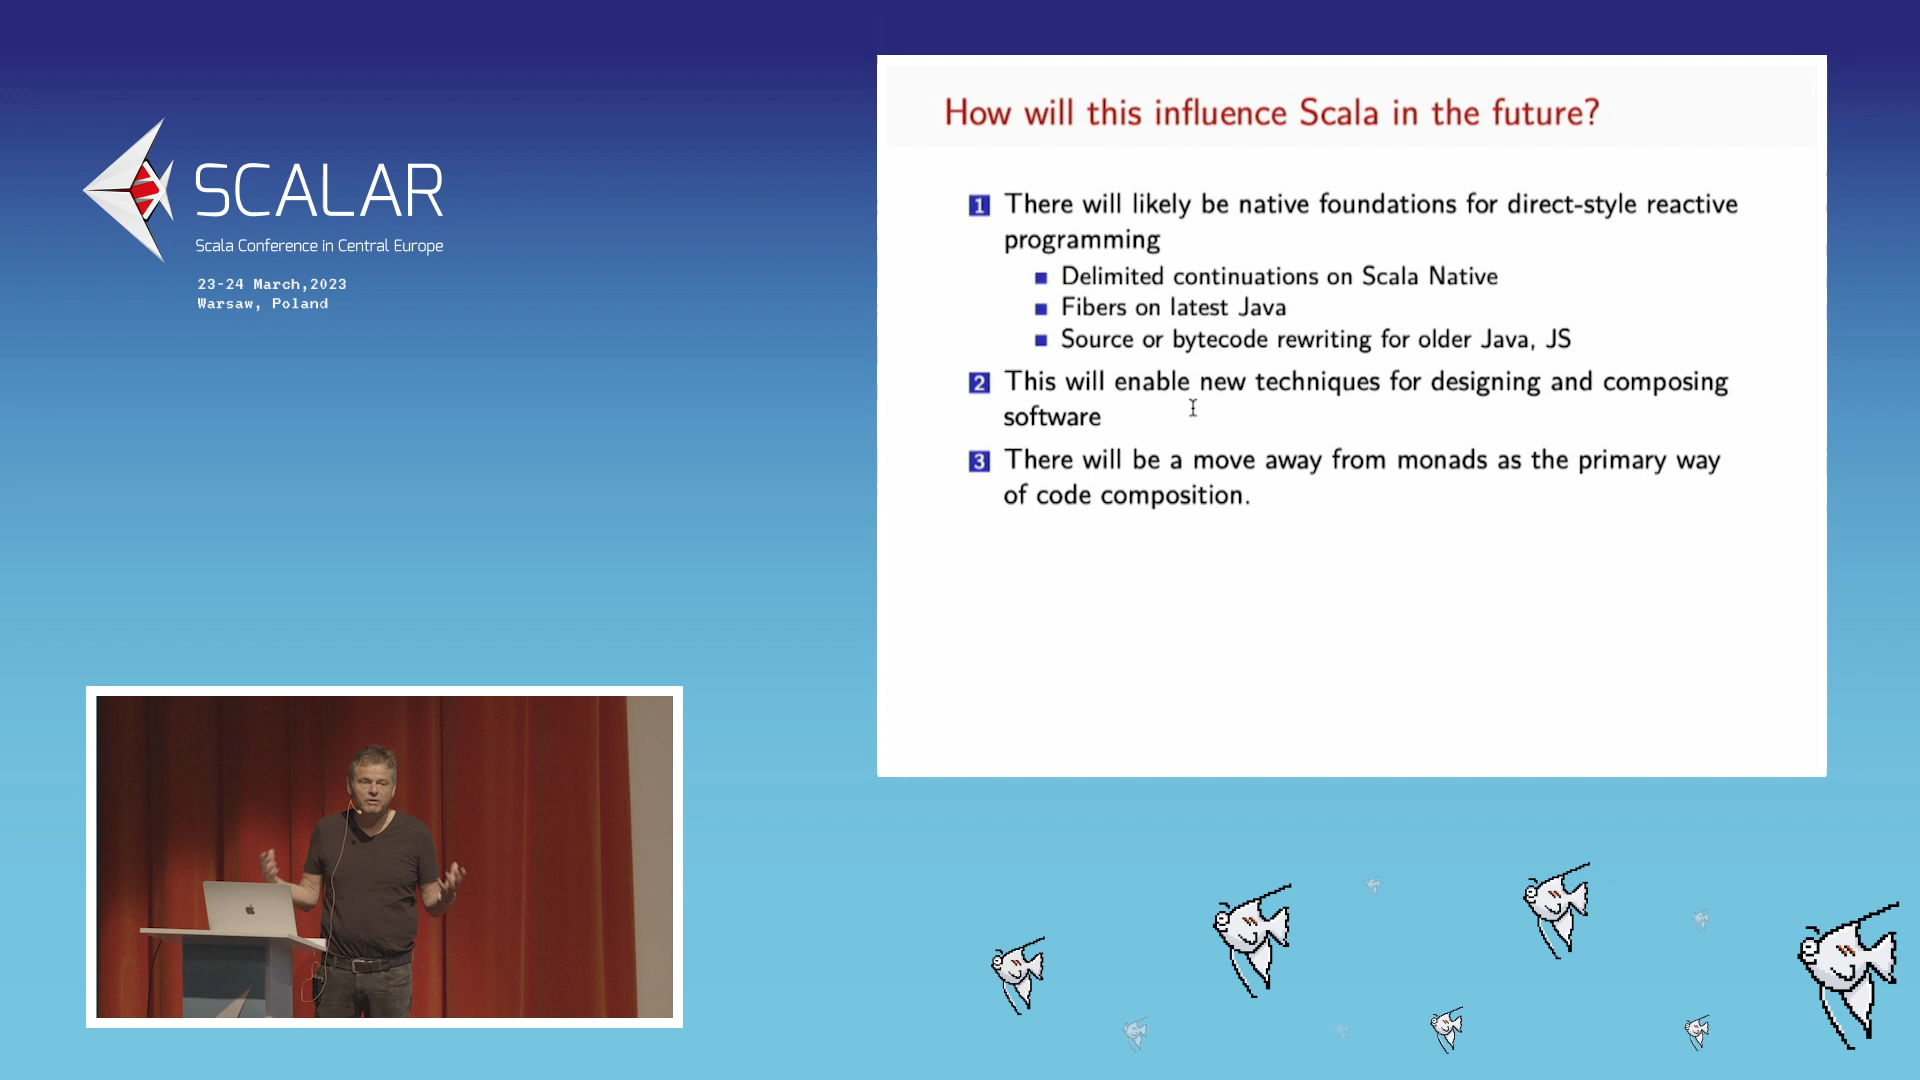 SCALAR
Scala Conference in Central Europe
23-24 March,2023
Warsaw, Poland
How will this influence Scala in the future?
1 There will likely be native foundations for direct-style reactive
programming
Delimited continuations on Scala Native
Fibers on latest Java
Source or bytecode rewriting for older Java, JS
2 This will enable new techniques for designing and composing
software
3 There will be a move away from monads as the primary way
of code composition.